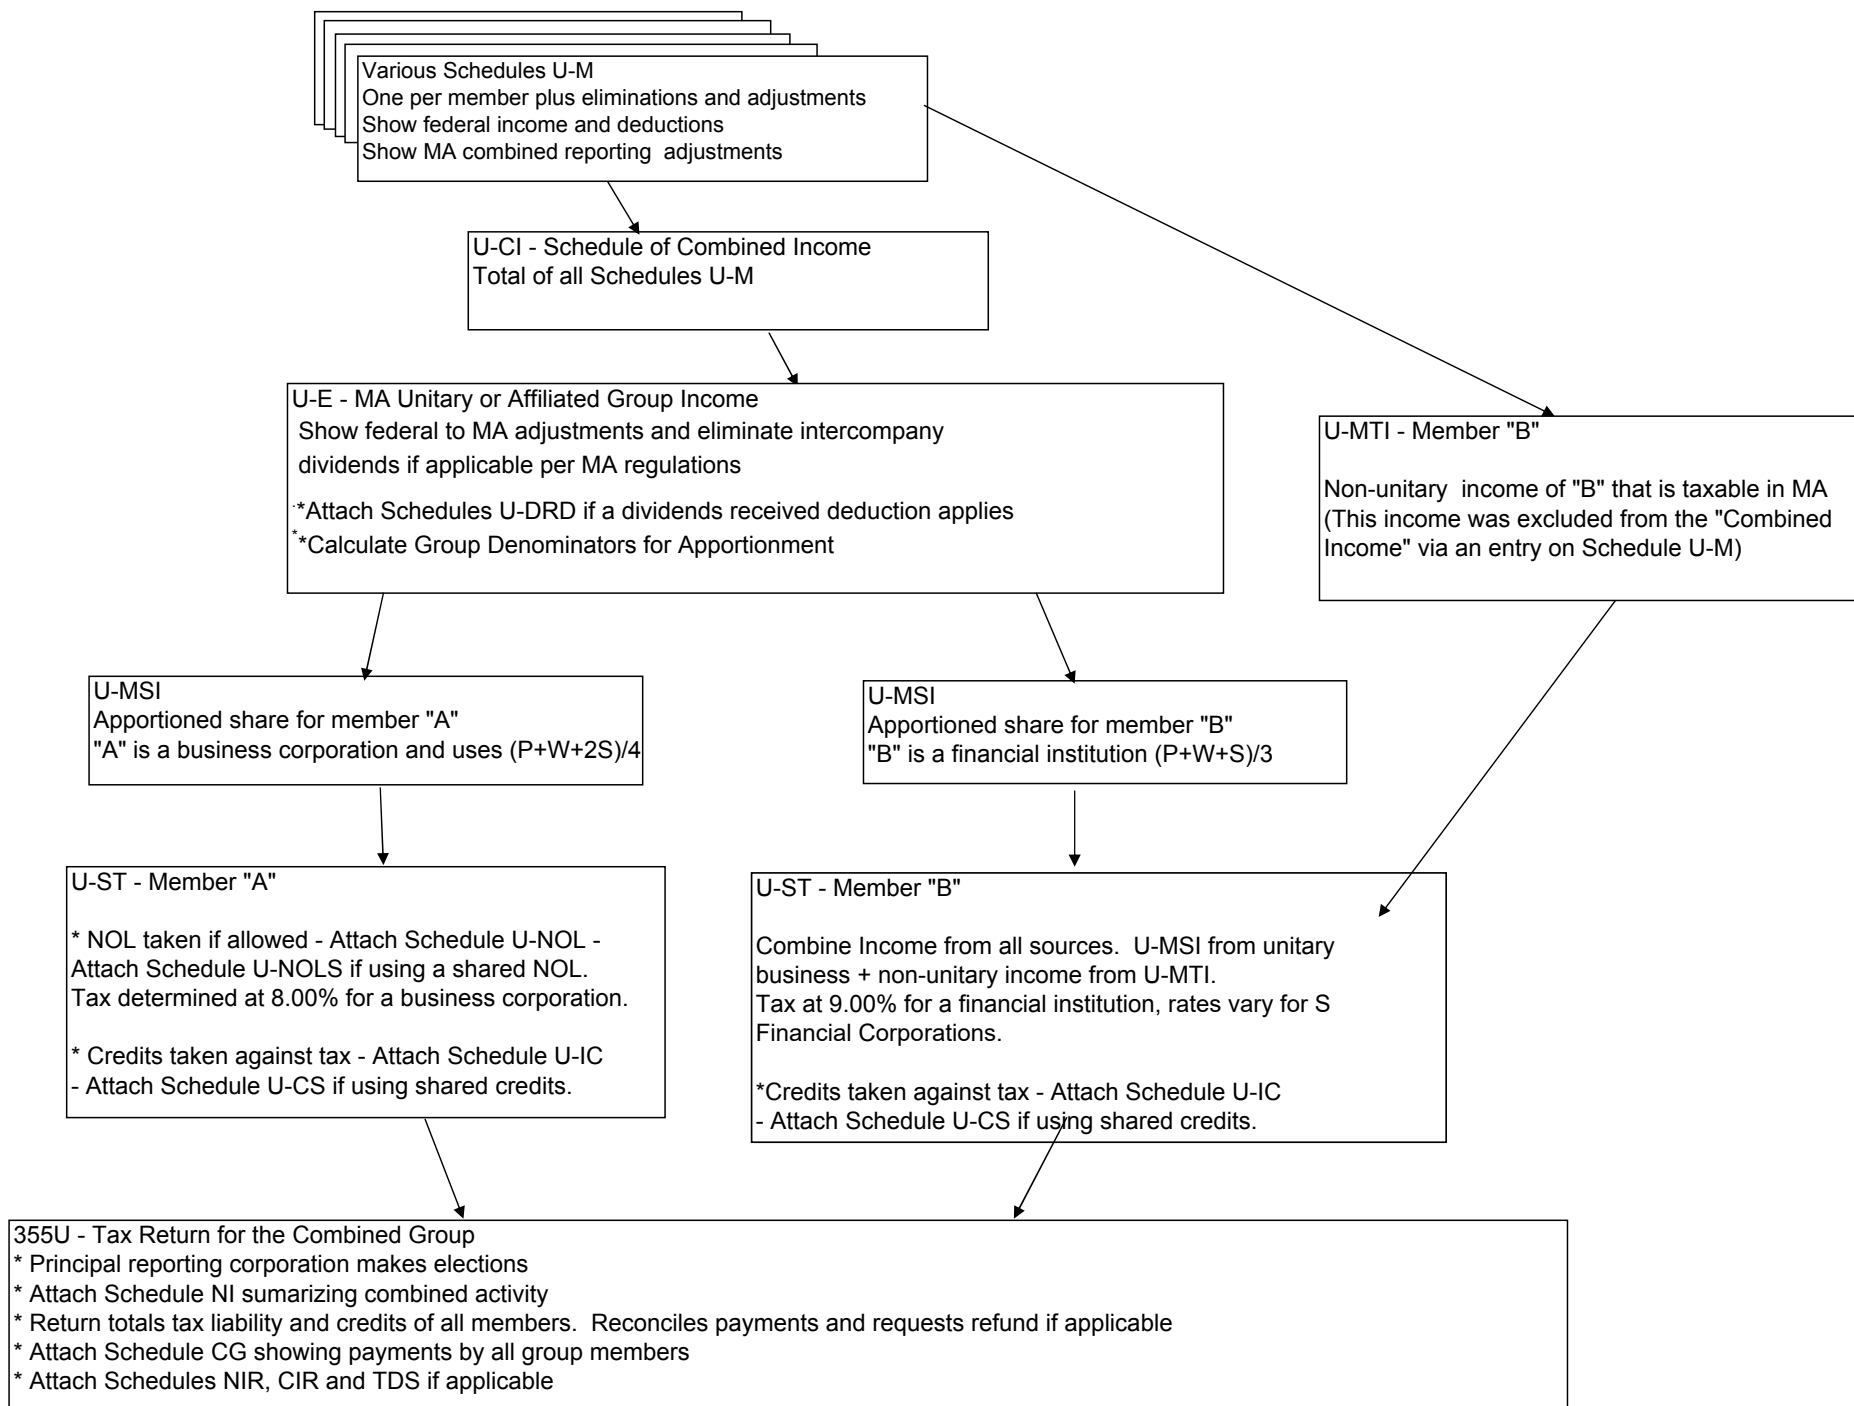 Various Schedules U-M
One per member plus eliminations and adjustments
Show federal income and deductions
Show MA combined reporting  adjustments
U-CI - Schedule of Combined Income
Total of all Schedules U-M
U-E - MA Unitary or Affiliated Group Income
Show federal to MA adjustments and eliminate intercompany
dividends if applicable per MA regulations
.*Attach Schedules U-DRD if a dividends received deduction applies
**Calculate Group Denominators for Apportionment
U-MTI - Member "B"
Non-unitary  income of "B" that is taxable in MA
(This income was excluded from the "Combined
Income" via an entry on Schedule U-M)
U-MSI
Apportioned share for member "A"
"A" is a business corporation and uses (P+W+2S)/4
U-MSI
Apportioned share for member "B"
"B" is a financial institution (P+W+S)/3
U-ST - Member "A"
* NOL taken if allowed - Attach Schedule U-NOL -
Attach Schedule U-NOLS if using a shared NOL.
Tax determined at 8.00% for a business corporation.
* Credits taken against tax - Attach Schedule U-IC
- Attach Schedule U-CS if using shared credits.
U-ST - Member "B"
Combine Income from all sources.  U-MSI from unitary
business + non-unitary income from U-MTI.
Tax at 9.00% for a financial institution, rates vary for S
Financial Corporations.
*Credits taken against tax - Attach Schedule U-IC
- Attach Schedule U-CS if using shared credits.
355U - Tax Return for the Combined Group
* Principal reporting corporation makes elections
* Attach Schedule NI sumarizing combined activity
* Return totals tax liability and credits of all members.  Reconciles payments and requests refund if applicable
* Attach Schedule CG showing payments by all group members
* Attach Schedules NIR, CIR and TDS if applicable